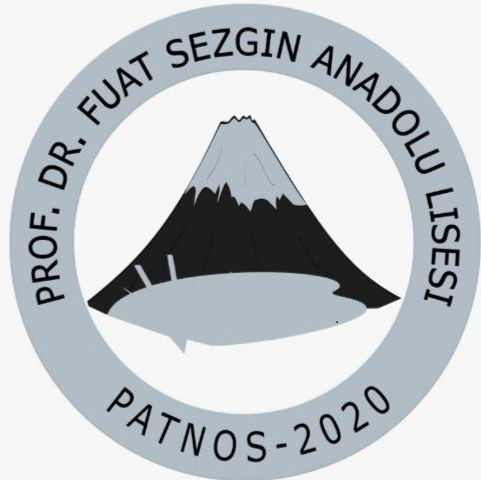 PROF. DR. FUAT SEZGIN ANADOLU LISESI
PATNOS-2020